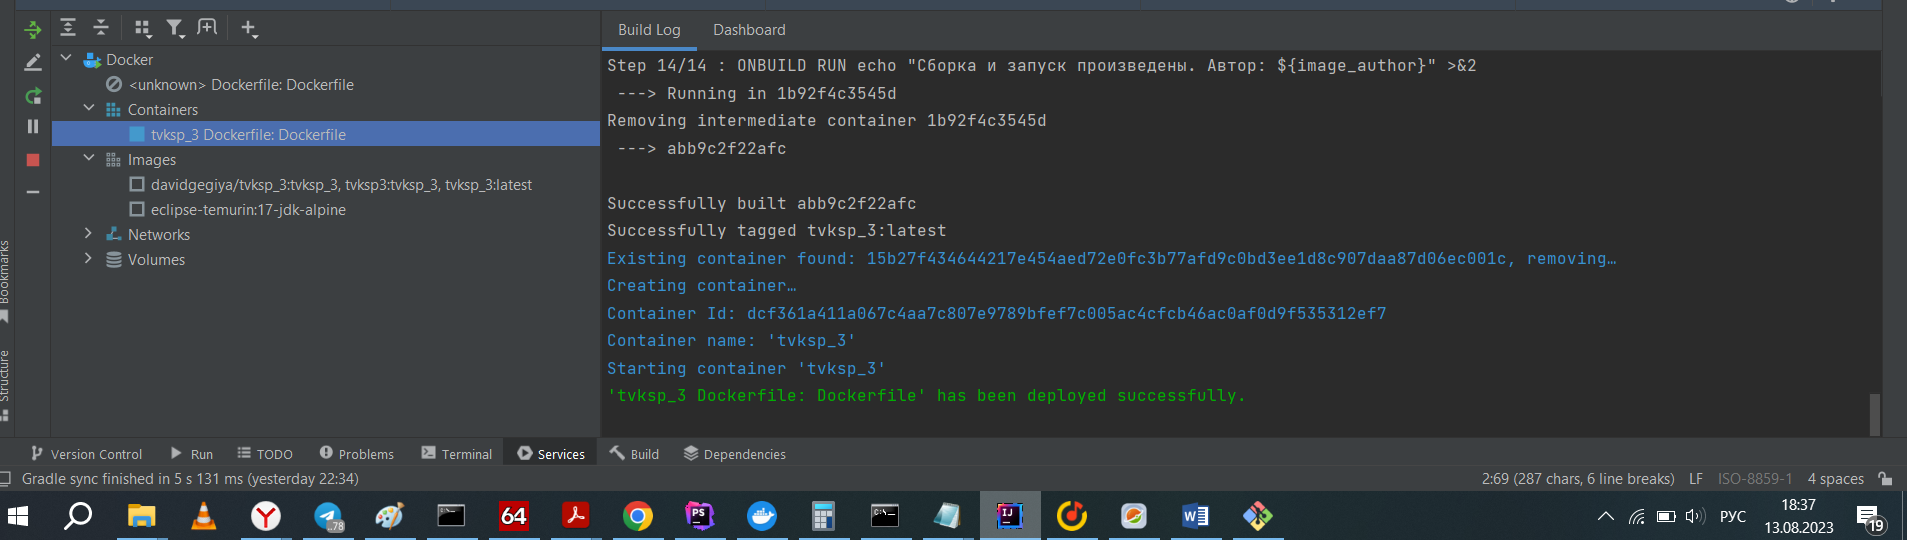 Build Log
Dashboard
Docker
<unknown> Dockerfile: Dockerfile
Containers
tvksp_3 Dockerfile: Dockerfile
Images
davidgegiya/tvksp_3:tvksp_3, tvksp3:tvksp_3, tvksp_3:latest
eclipse-temurin:17-jdk-alpine
Networks
Volumes
Bookmarks
Structure
Step 14/14 : ONBUILD RUN echo "Сборка и запуск произведены. Автор: ${image_author}" >&2
---> Running in 1b92f4c3545d
Removing intermediate container 1b92f4c3545d
---> abb9c2f22afc
Successfully built abb9c2f22afc
Successfully tagged tvksp_3:latest
Existing container found: 15b27f434644217e454aed72e0fc3b77afd9c0bd3ee1d8c907daa87d06ec001c, removing…
Creating container…
Container Id: dcf361a411a067c4aa7c807e9789bfef7c005ac4cfcb46ac0af0d9f535312ef7
Container name: 'tvksp_3'
Starting container 'tvksp_3'
'tvksp_3 Dockerfile: Dockerfile' has been deployed successfully.
Version Control
Run
TODO
Problems
Terminal
Services
Build
Dependencies
Gradle sync finished in 5 s 131 ms (yesterday 22:34)
2:69 (287 chars, 6 line breaks)
LF
ISO-8859-1
4 spaces
78
C:\_
64
PS
C:\_
IJ
W
РУС
18:37
13.08.2023
19